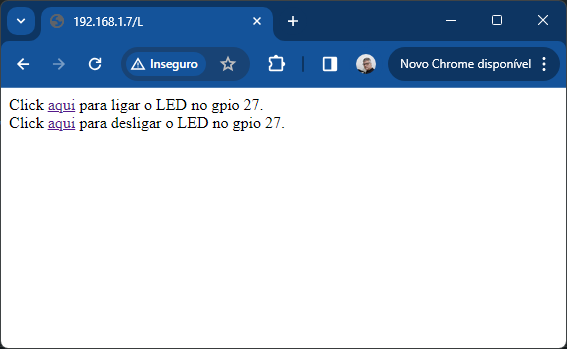 192.168.1.7/L
Inseguro
Novo Chrome disponível
Click aqui para ligar o LED no gpio 27.
Click aqui para desligar o LED no gpio 27.